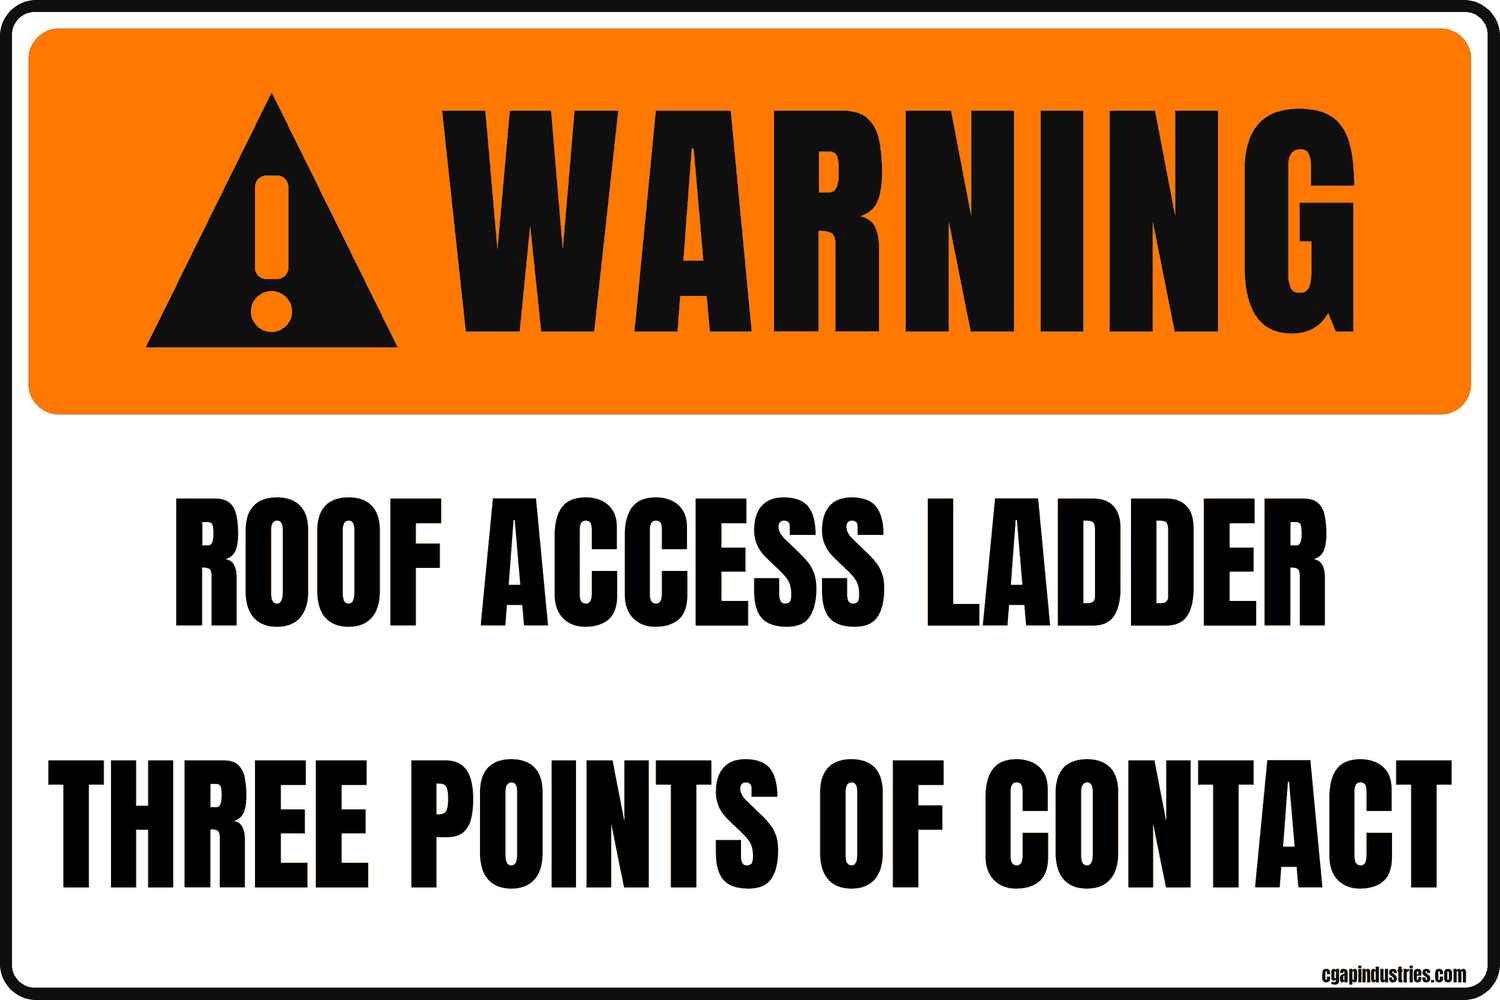 WARNING
ROOF ACCESS LADDER
THREE POINTS OF CONTACT
cgapindustries.com